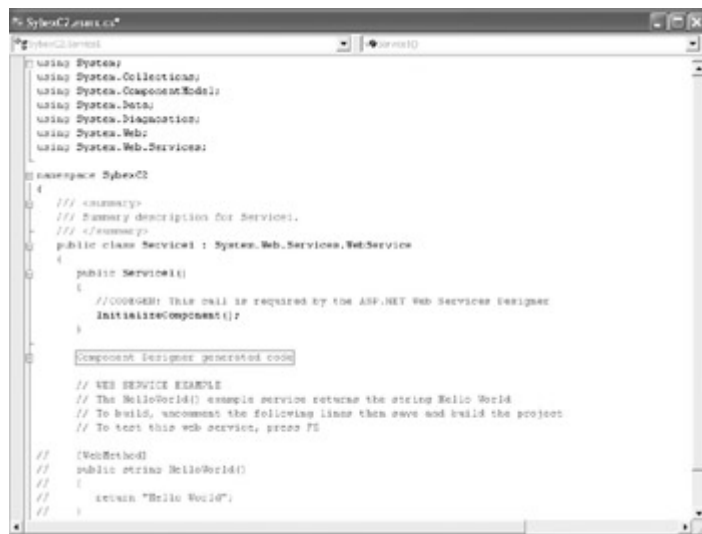 SybexC2.asmx.cs*
SybexC2.Service1
Service1()
using System;
using System.Collections;
using System.ComponentModel;
using System.Data;
using System.Diagnostics;
using System.Web;
using System.Web.Services;
namespace SybexC2
{
/// <summary>
/// Summary description for Service1.
/// </summary>
public class Service1 : System.Web.Services.WebService
{
public Service1()
{
//CODEGEN: This call is required by the ASP.NET Web Services Designer
InitializeComponent();
}
Component Designer generated code
// WEB SERVICE EXAMPLE
// The HelloWorld() example service returns the string Hello World
// To build, uncomment the following lines then save and build the project
// To test this web service, press F5
// [WebMethod]
// public string HelloWorld()
// {
// return "Hello World";
// }